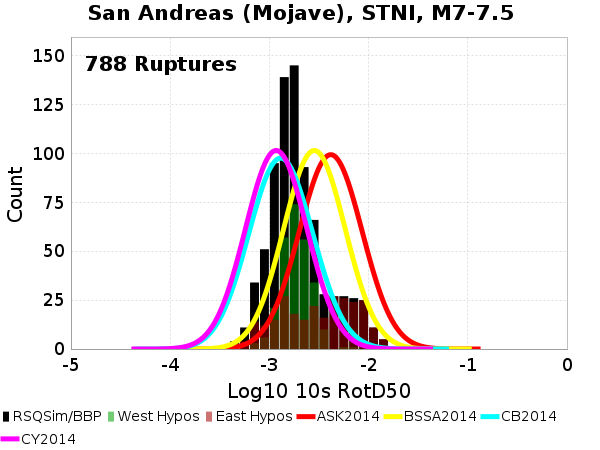 San Andreas (Mojave), STNI, M7-7.5
788 Ruptures
Count
150
125
100
75
50
25
0
-5 -4 -3 -2 -1 0
Log10 10s RotD50
RSQSim/BBP West Hypos East Hypos ASK2014 BSSA2014 CB2014
CY2014